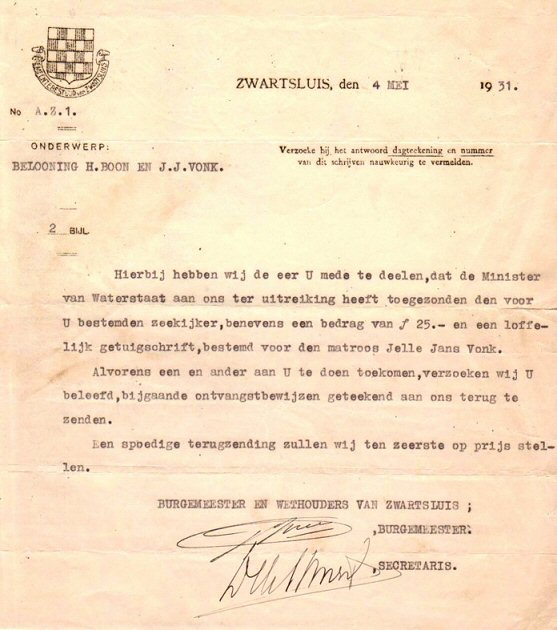 GEMEENTEBESTUUR van ZWARTSLUIS
ZWARTSLUIS, den 4 MEI 1931.
No A.Z.1.
ONDERWERP:
BELOONING H.BOON EN J.J.VONK.
Verzoeke bij het antwoord dagteekening en nummer
van dit schrijven nauwkeurig te vermelden.
2 BIJL.
Hierbij hebben wij de eer U mede te deelen,dat de Minister
van Waterstaat aan ons ter uitreiking heeft toegezonden den voor
U bestemden zeekijker,benevens een bedrag van ƒ 25.- en een loffe-
lijk getuigschrift,bestemd voor den matroos Jelle Jans Vonk.
Alvorens een en ander aan U te doen toekomen,verzoeken wij U
beleefd,bijgaande ontvangstbewijzen geteekend aan ons terug te
zenden.
Een spoedige terugzending zullen wij ten zeerste op prijs stel-
len.
BURGEMEESTER EN WETHOUDERS VAN ZWARTSLUIS ;
,BURGEMEESTER.
,SECRETARIS.